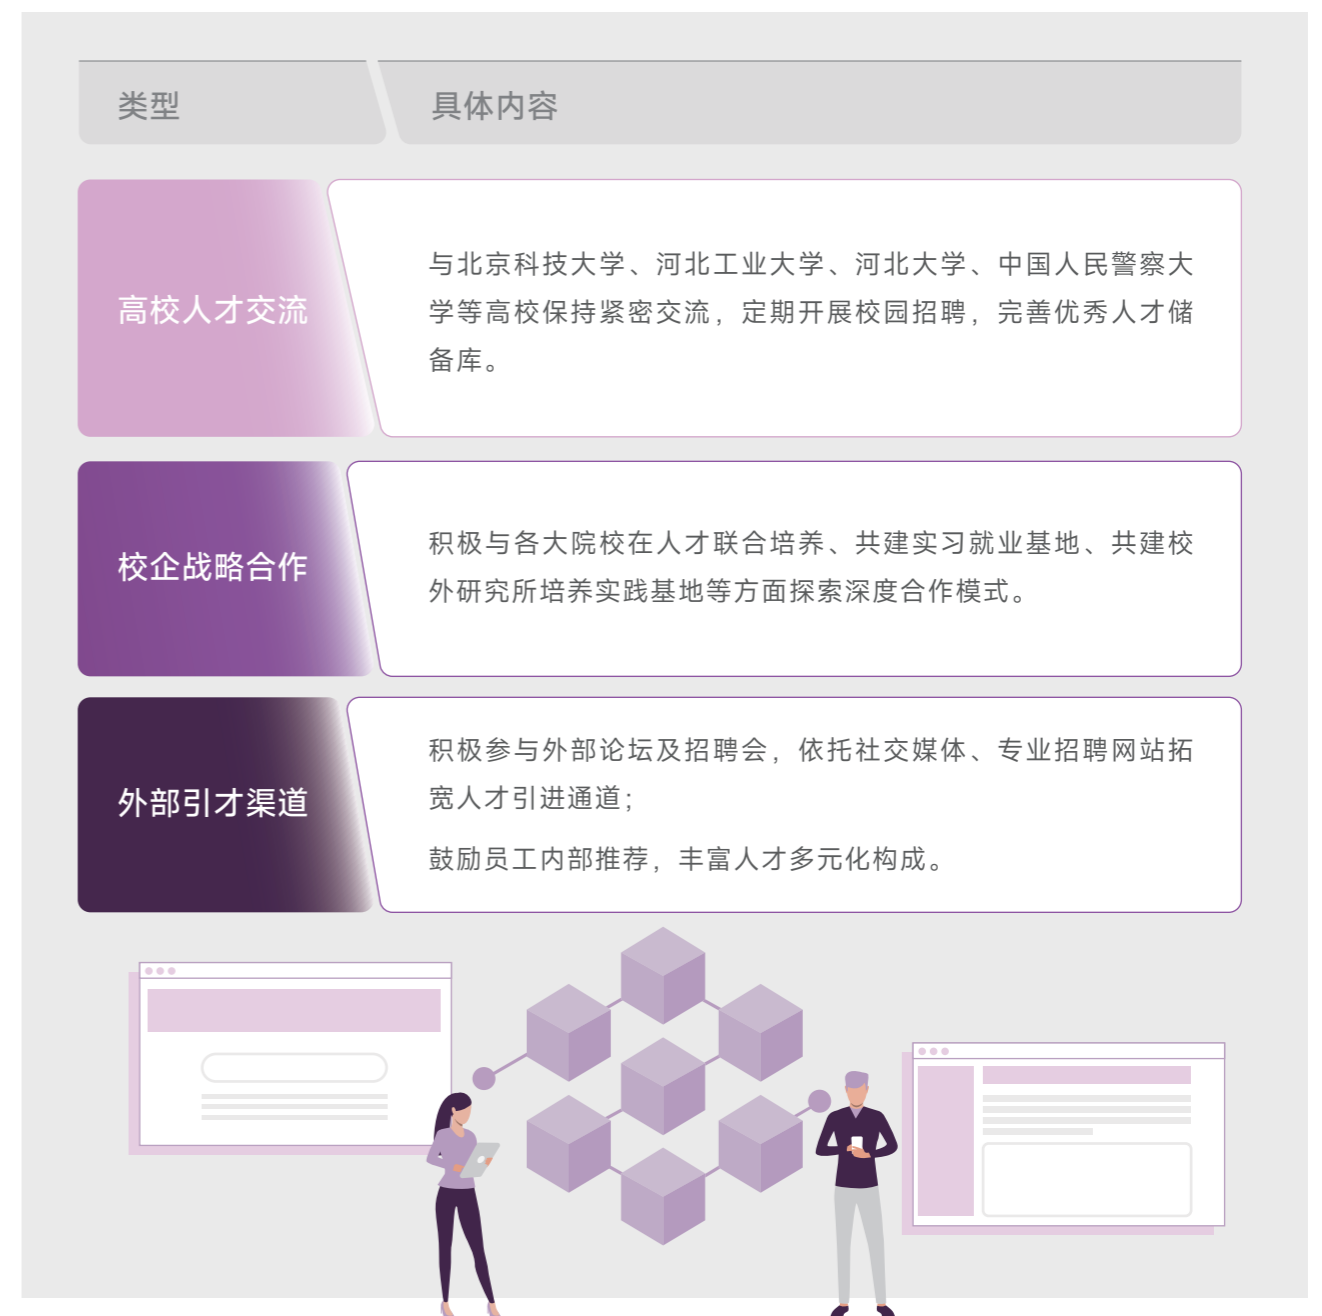 类型
具体内容
高校人才交流
与北京科技大学、河北工业大学、河北大学、中国人民警察大
学等高校保持紧密交流，定期开展校园招聘，完善优秀人才储
备库。
校企战略合作
积极与各大院校在人才联合培养、共建实习就业基地、共建校
外研究所培养实践基地等方面探索深度合作模式。
外部引才渠道
积极参与外部论坛及招聘会，依托社交媒体、专业招聘网站拓
宽人才引进通道；
鼓励员工内部推荐，丰富人才多元化构成。